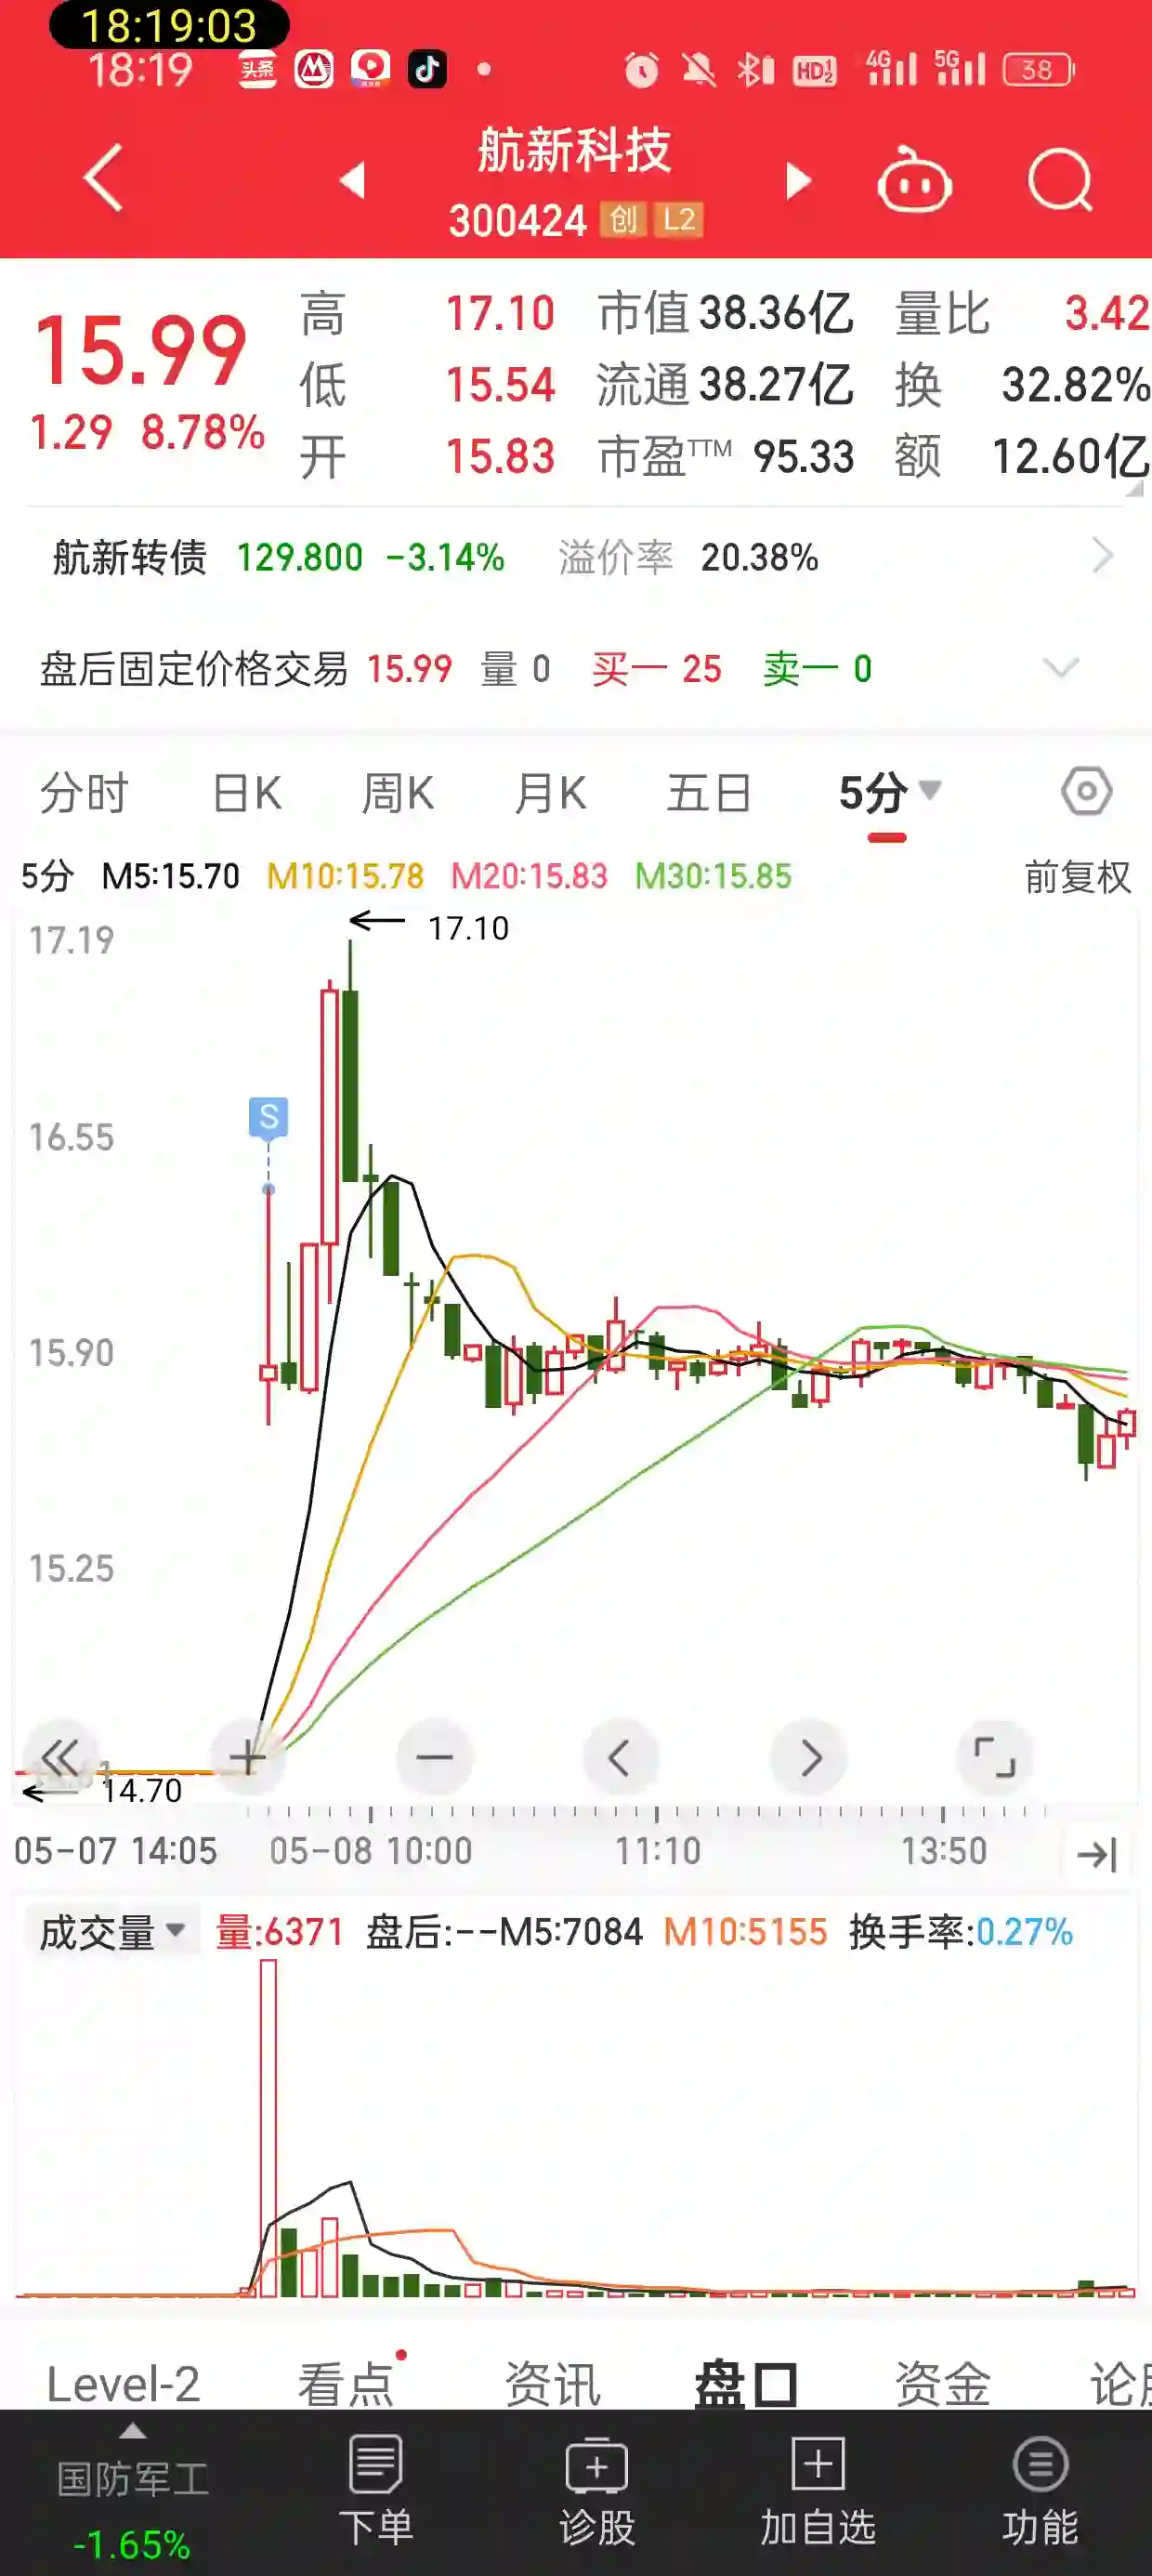 18:19:03
18:19 头条 HD 1 2 4G 5G 38
航新科技
300424 创 L2
15.99
1.29 8.78%
高 17.10 市值 38.36亿 量比 3.42
低 15.54 流通 38.27亿 换 32.82%
开 15.83 市盈TTM 95.33 额 12.60亿
航新转债 129.800 -3.14% 溢价率 20.38%
盘后固定价格交易 15.99 量 0 买一 25 卖一 0
分时 日K 周K 月K 五日 5分
5分 M5:15.70 M10:15.78 M20:15.83 M30:15.85 前复权
17.19
17.10
S
16.55
15.90
15.25
14.70
05-07 14:05 05-08 10:00 11:10 13:50
成交量 量:6371 盘后:--M5:7084 M10:5155 换手率:0.27%
Level-2 看点 资讯 盘口 资金
国防军工
-1.65%
下单 诊股 加自选 功能